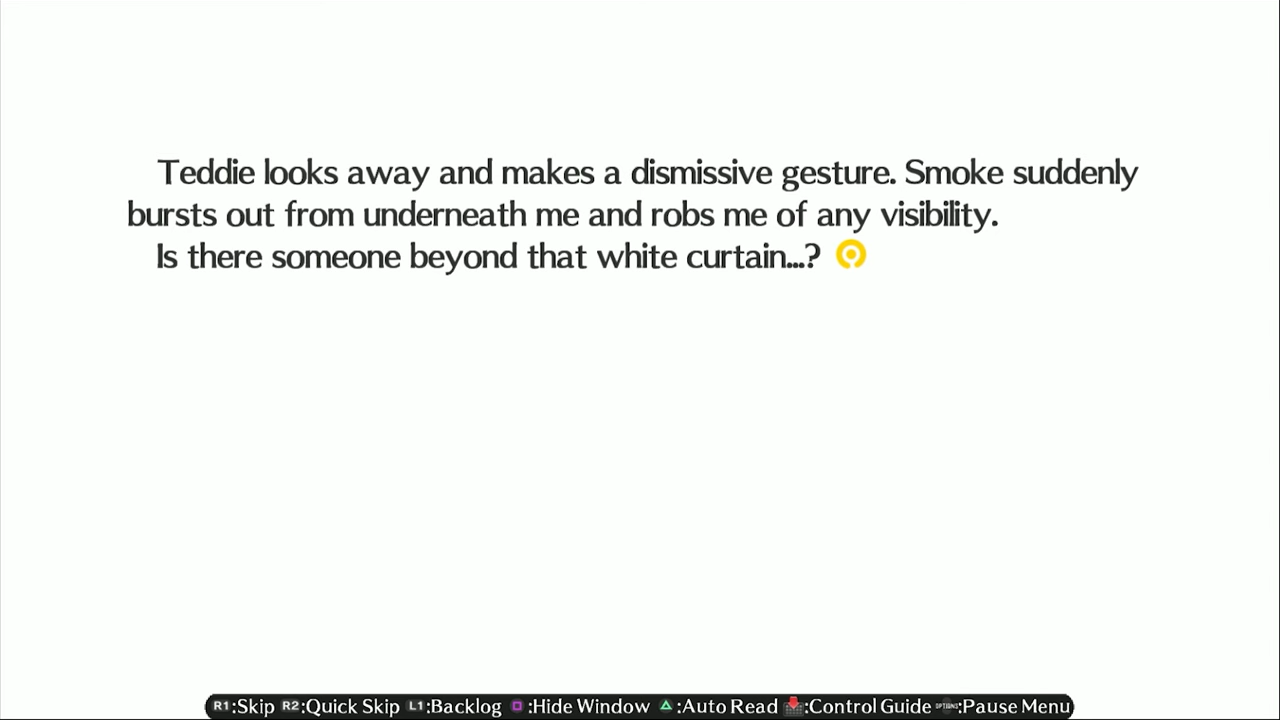 Teddie looks away and makes a dismissive gesture. Smoke suddenly
bursts out from underneath me and robs me of any visibility.
Is there someone beyond that white curtain...?
R1:Skip R2:Quick Skip L1:Backlog :Hide Window :Auto Read :Control Guide OPTIONS:Pause Menu